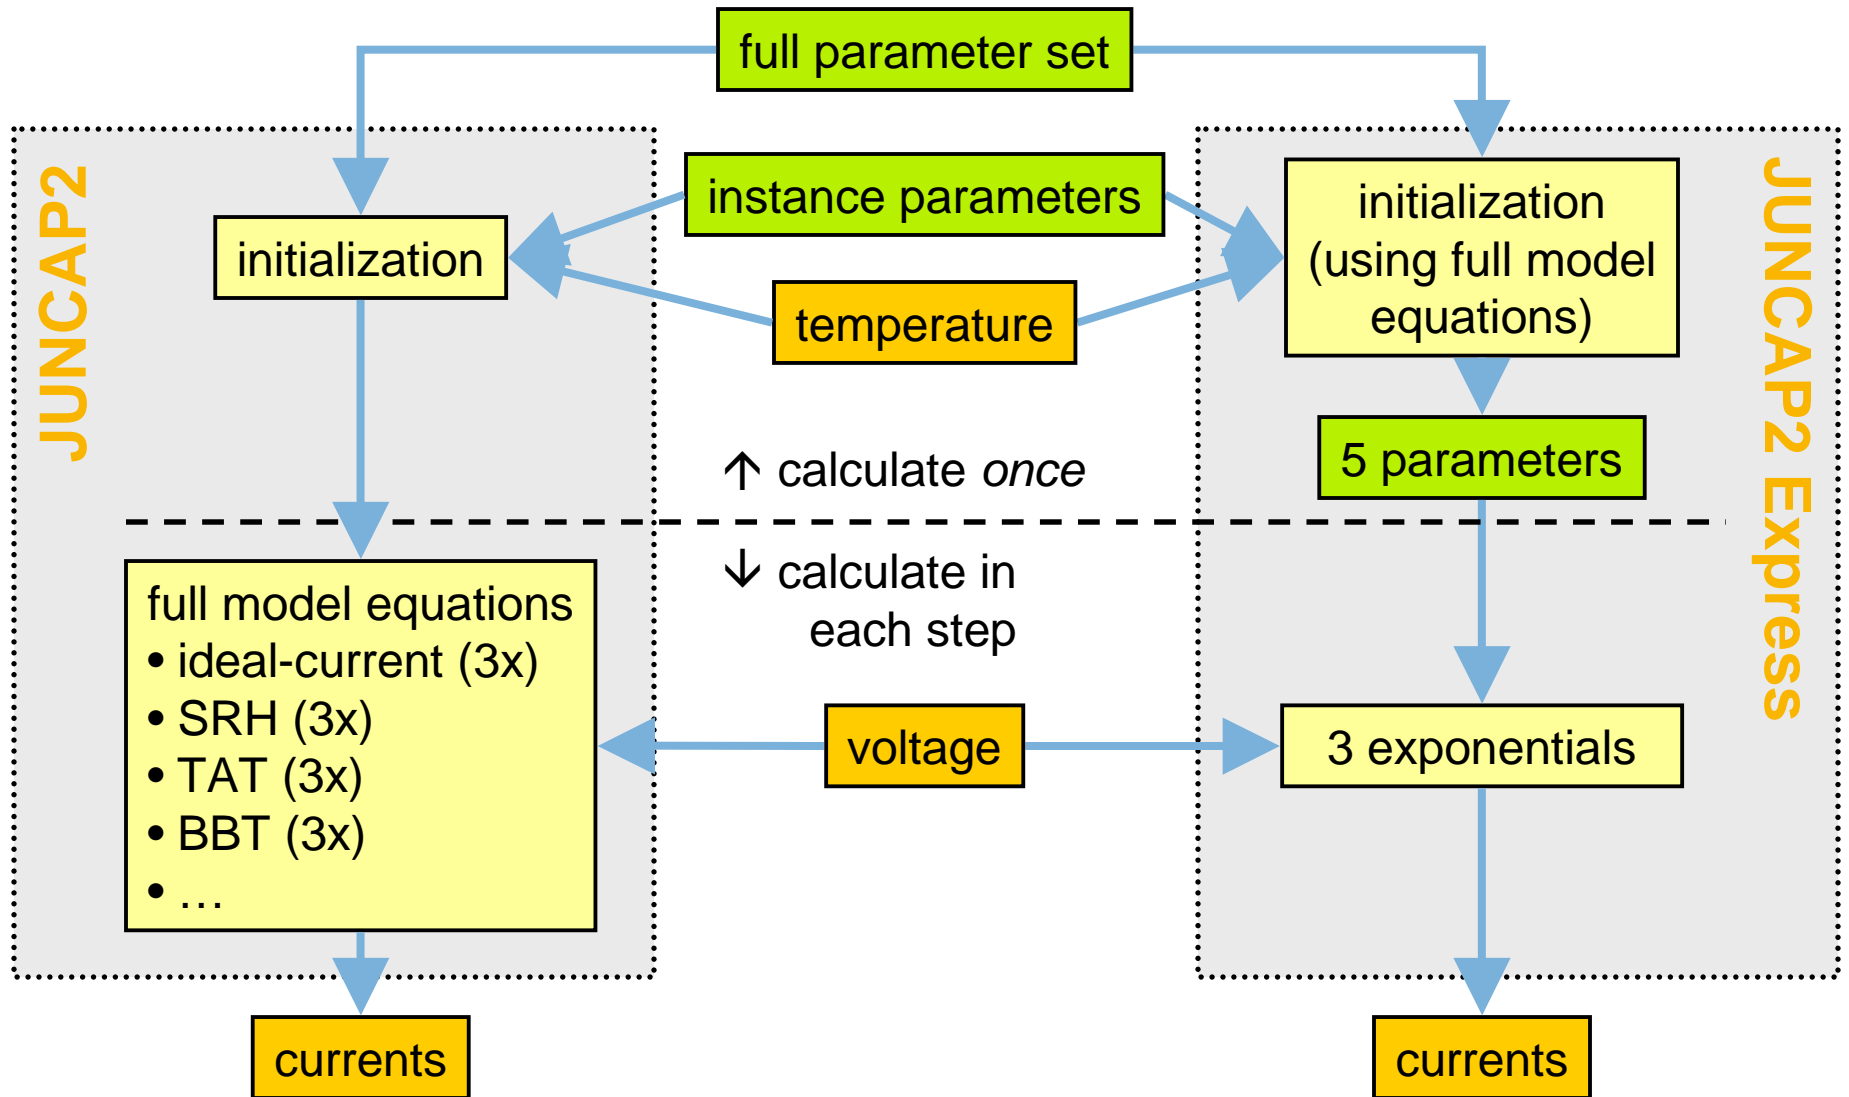 full parameter set
JUNCAP2
instance parameters
initialization
(using full model
equations)
JUNCAP2 Express
initialization
temperature
5 parameters
↑ calculate once
↓ calculate in
each step
full model equations
• ideal-current (3x)
• SRH (3x)
• TAT (3x)
• BBT (3x)
• …
voltage
3 exponentials
currents
currents